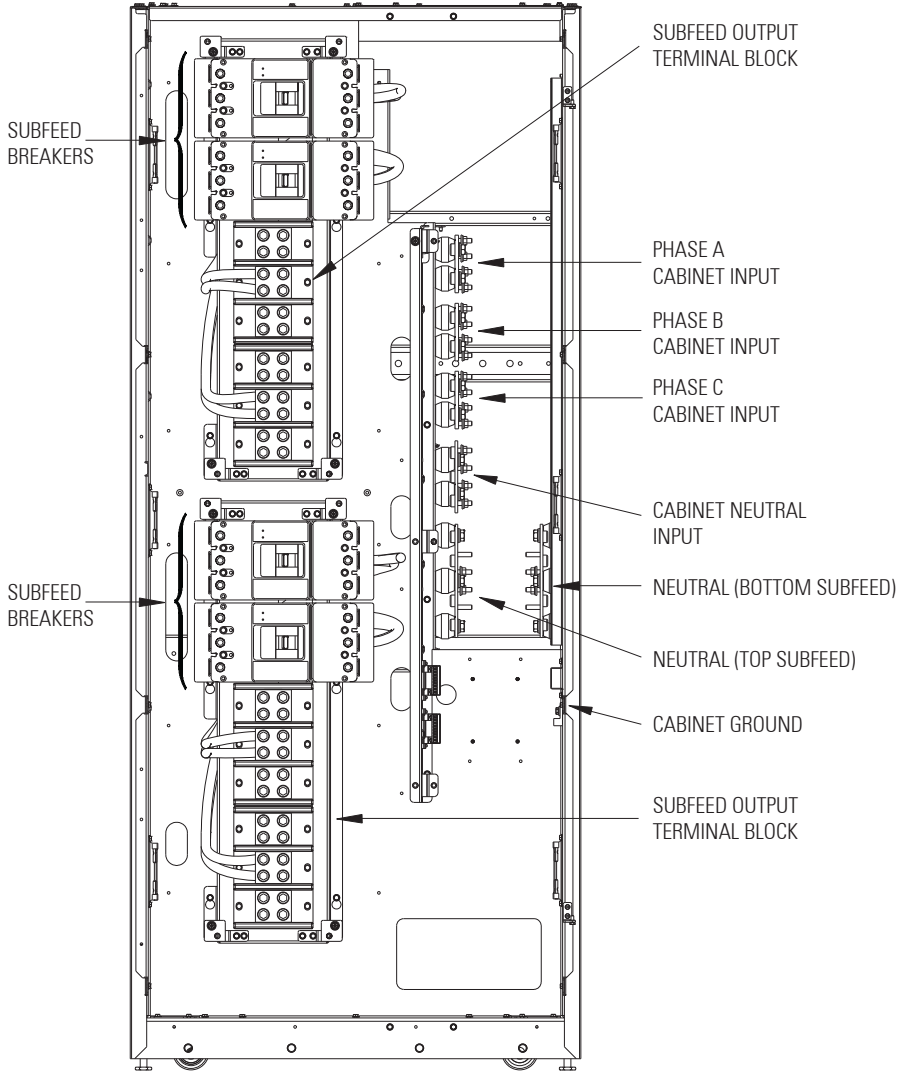 SUBFEED OUTPUT
TERMINAL BLOCK
SUBFEED
BREAKERS
PHASE A
CABINET INPUT
PHASE B
CABINET INPUT
PHASE C
CABINET INPUT
CABINET NEUTRAL
INPUT
SUBFEED
BREAKERS
NEUTRAL (BOTTOM SUBFEED)
NEUTRAL (TOP SUBFEED)
CABINET GROUND
SUBFEED OUTPUT
TERMINAL BLOCK